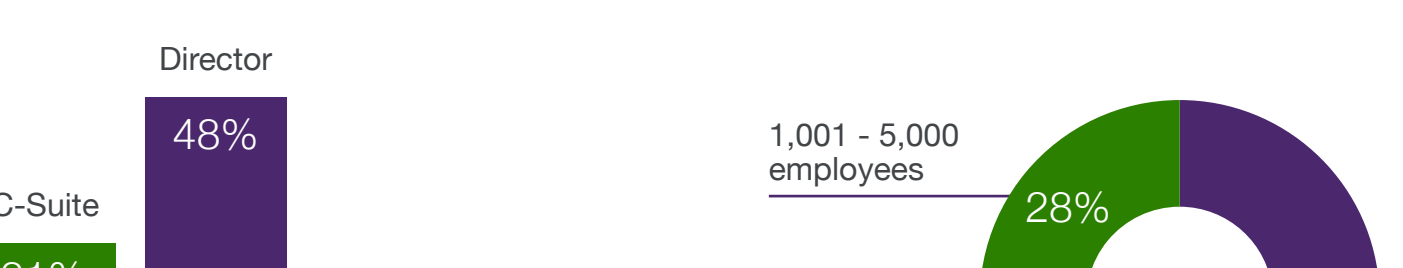 Director
48%
1,001 - 5,000
employees
C-Suite
28%